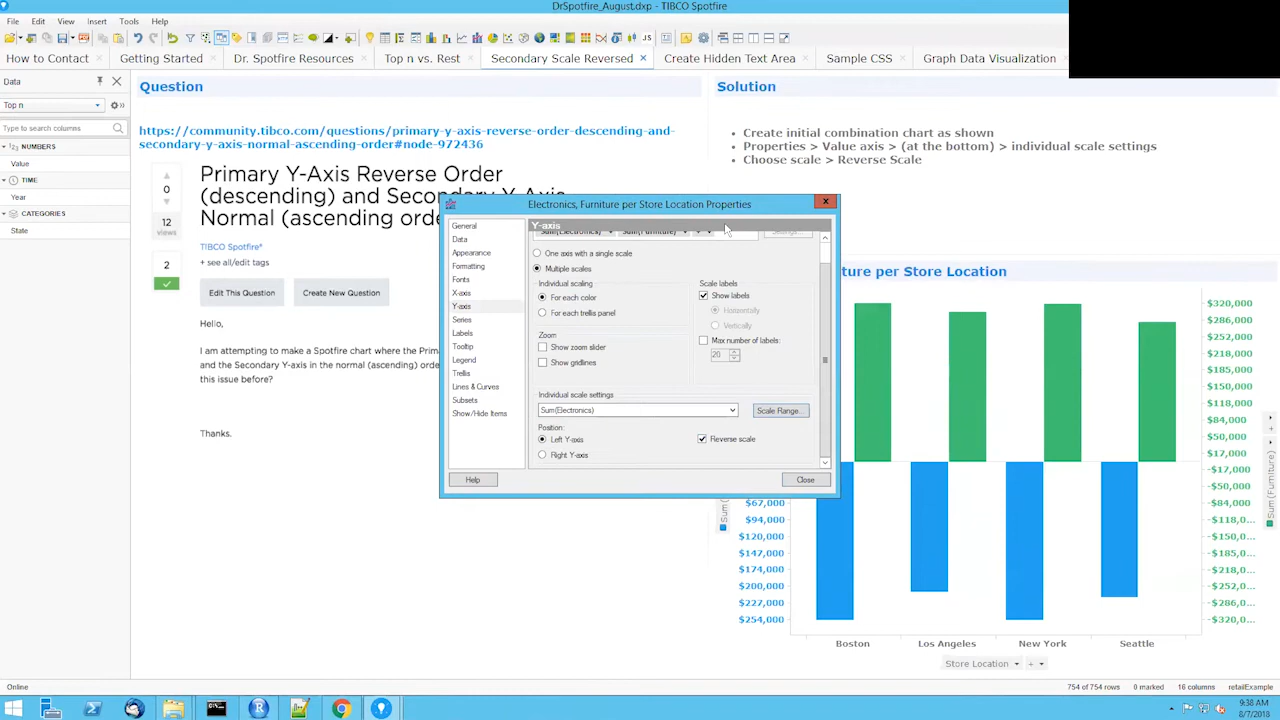 DrSpotfire_August.dxp - TIBCO Spotfire
File Edit View Insert Tools Help
How to Contact Getting Started Dr. Spotfire Resources Top n vs. Rest Secondary Scale Reversed Create Hidden Text Area Sample CSS Graph Data Visualization
Data
Top n
Type to search columns
NUMBERS
Value
TIME
Year
CATEGORIES
State
Question
https://community.tibco.com/questions/primary-y-axis-reverse-order-descending-and-
secondary-y-axis-normal-ascending-order#node-972436
0
12
views
2
Primary Y-Axis Reverse Order
(descending) and Secondary Y-Axis
Normal (ascending orde
TIBCO Spotfire®
+ see all/edit tags
Edit This Question Create New Question
Hello,
I am attempting to make a Spotfire chart where the Prima
and the Secondary Y-axis in the normal (ascending) orde
this issue before?
Thanks.
Solution
• Create initial combination chart as shown
• Properties > Value axis > (at the bottom) > individual scale settings
• Choose scale > Reverse Scale
Electronics, Furniture per Store Location Properties
General
Data
Appearance
Formatting
Fonts
X-axis
Y-axis
Series
Labels
Tooltip
Legend
Trellis
Lines & Curves
Subsets
Show/Hide Items
Y-axis
Sum(Electronics) Sum(Furniture) + Settings...
One axis with a single scale
Multiple scales
Individual scaling
For each color
For each trellis panel
Scale labels
Show labels
Horizontally
Vertically
Max number of labels:
20
Zoom
Show zoom slider
Show gridlines
Individual scale settings
Sum(Electronics) Scale Range...
Position:
Left Y-axis
Right Y-axis
Reverse scale
Help Close
ture per Store Location
$67,000
$94,000
$120,000
$147,000
$174,000
$200,000
$227,000
$254,000
Sum (
$320,000
$286,000
$252,000
$218,000
$185,000
$150,000
$118,000
$84,000
$50,000
$17,000
-$17,000
-$50,000
-$84,000
-$118,0...
-$150,...
-$185,...
-$218,...
-$252,...
-$286,...
-$320,...
Sum (Furniture)
Boston Los Angeles New York Seattle
Store Location +
Online 754 of 754 rows 0 marked 16 columns retailExample
9:38 AM
8/7/2018